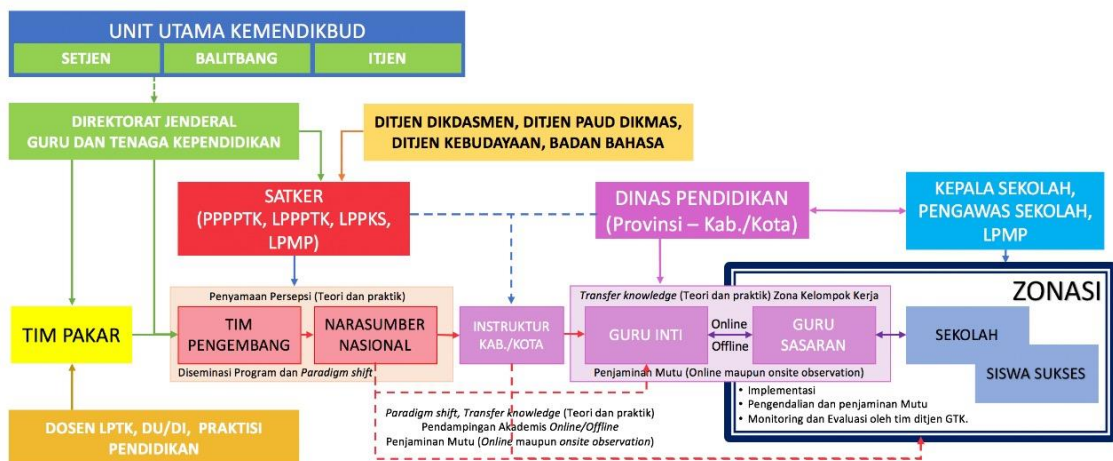 UNIT UTAMA KEMENDIKBUD
SETJEN
BALITBANG
ITJEN
DIREKTORAT JENDERAL
GURU DAN TENAGA KEPENDIDIKAN
DITJEN DIKDASMEN, DITJEN PAUD DIKMAS,
DITJEN KEBUDAYAAN, BADAN BAHASA
SATKER
(PPPPTK, LPPPTK, LPPKS,
LPMP)
DINAS PENDIDIKAN
(Provinsi – Kab./Kota)
KEPALA SEKOLAH,
PENGAWAS SEKOLAH,
LPMP
TIM PAKAR
Penyamaan Persepsi (Teori dan praktik)
TIM
PENGEMBANG
NARASUMBER
NASIONAL
Diseminasi Program dan Paradigm shift
INSTRUKTUR
KAB./KOTA
Transfer knowledge (Teori dan praktik) Zona Kelompok Kerja
GURU INTI
Online
Offline
GURU
SASARAN
Penjaminan Mutu (Online maupun onsite observation)
ZONASI
SEKOLAH
SISWA SUKSES
• Implementasi
• Pengendalian dan penjaminan Mutu
• Monitoring dan Evaluasi oleh tim ditjen GTK.
DOSEN LPTK, DU/DI, PRAKTISI
PENDIDIKAN
Paradigm shift, Transfer knowledge (Teori dan praktik)
Pendampingan Akademis Online/Offline
Penjaminan Mutu (Online maupun onsite observation)